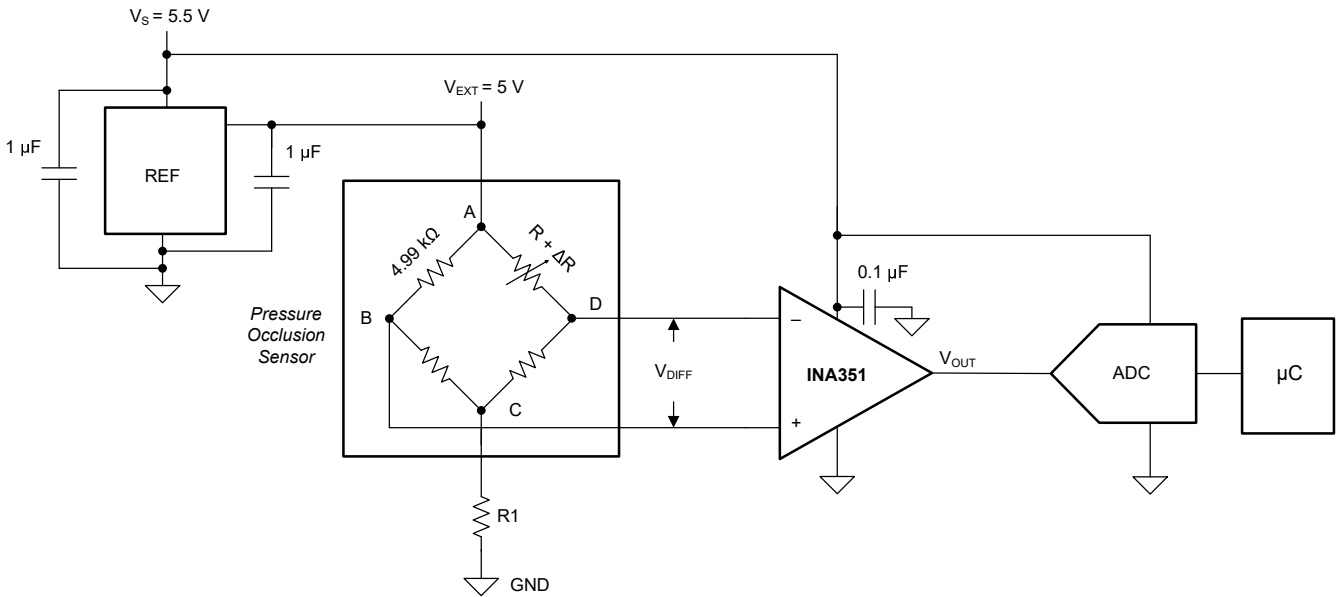 V_S = 5.5 V
V_EXT = 5 V
1 µF
1 µF
REF
A
4.99 kΩ
R + ΔR
B
D
Pressure
Occlusion
Sensor
C
R1
GND
V_DIFF
0.1 µF
–
+
INA351
V_OUT
ADC
µC